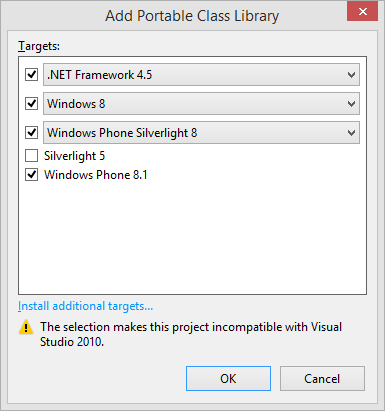 Add Portable Class Library
Targets:
.NET Framework 4.5
Windows 8
Windows Phone Silverlight 8
Silverlight 5
Windows Phone 8.1
Install additional targets...
The selection makes this project incompatible with Visual
Studio 2010.
OK
Cancel